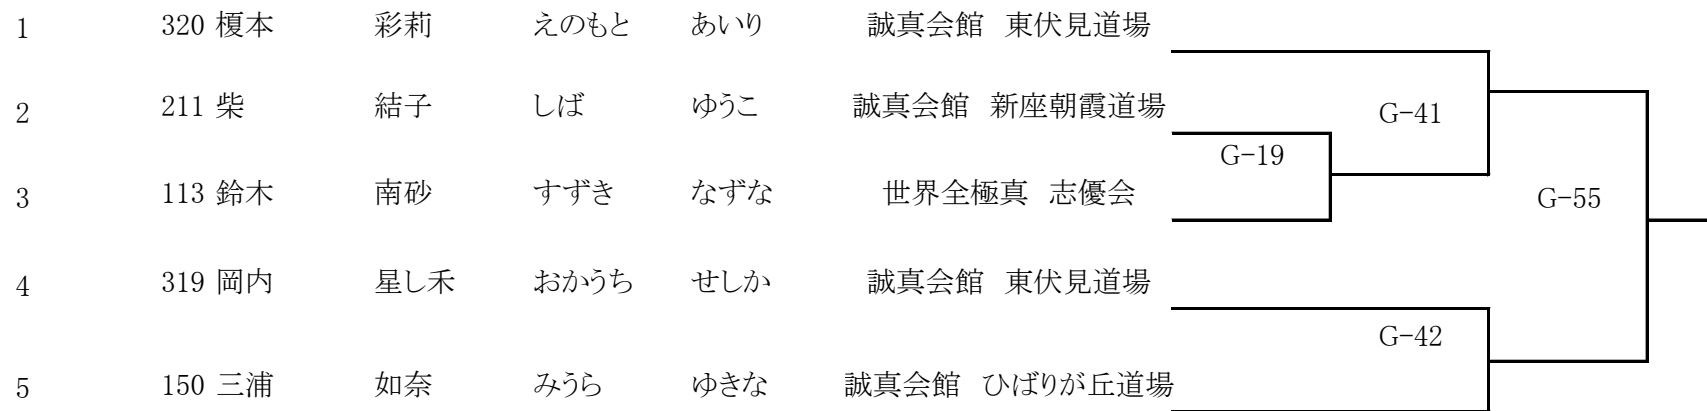 1 320 榎本 彩莉 えのもと あいり 誠真会館 東伏見道場
2 211 柴 結子 しば ゆうこ 誠真会館 新座朝霞道場
G-41
G-19
3 113 鈴木 南砂 すずき なずな 世界全極真 志優会
G-55
4 319 岡内 星し禾 おかうち せしか 誠真会館 東伏見道場
G-42
5 150 三浦 如奈 みうら ゆきな 誠真会館 ひばりが丘道場